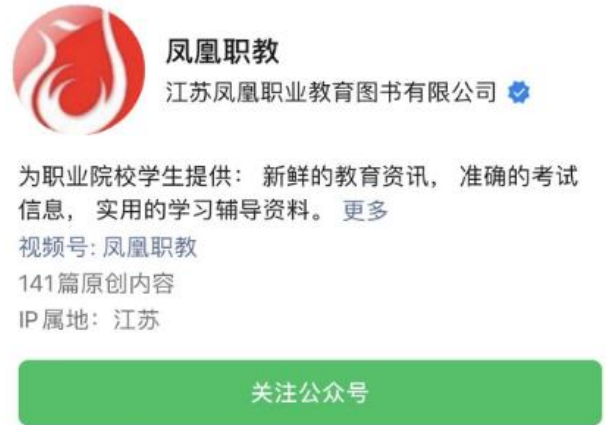 凤凰职教
江苏凤凰职业教育图书有限公司
为职业院校学生提供： 新鲜的教育资讯， 准确的考试
信息， 实用的学习辅导资料。 更多
视频号: 凤凰职教
141篇原创内容
IP属地：江苏
关注公众号